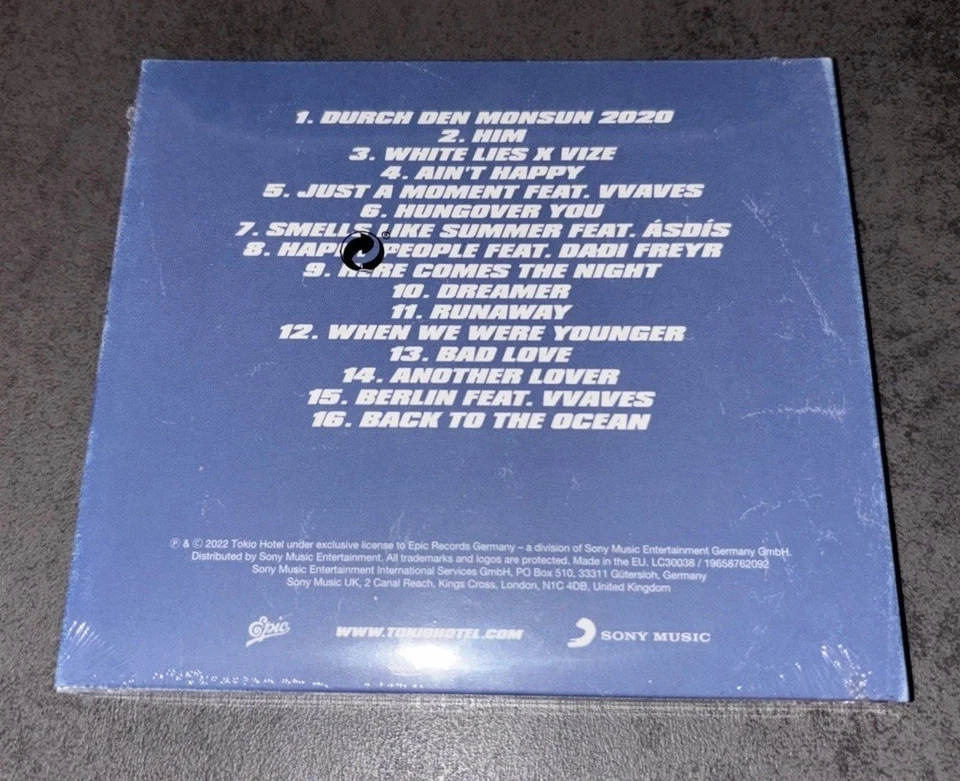 1. DURCH DEN MONSUN 2020
2. HIM
3. WHITE LIES X VIZE
4. AIN'T HAPPY
5. JUST A MOMENT FEAT. VVAVES
6. HUNGOVER YOU
7. SMELLS LIKE SUMMER FEAT. ÁSDÍS
8. HAPPY PEOPLE FEAT. DAÐI FREYR
9. HERE COMES THE NIGHT
10. DREAMER
11. RUNAWAY
12. WHEN WE WERE YOUNGER
13. BAD LOVE
14. ANOTHER LOVER
15. BERLIN FEAT. VVAVES
16. BACK TO THE OCEAN
℗ & © 2022 Tokio Hotel under exclusive license to Epic Records Germany – a division of Sony Music Entertainment Germany GmbH.
Distributed by Sony Music Entertainment. All trademarks and logos are protected. Made in the EU. LC30038 / 19658762092
Sony Music Entertainment International Services GmbH, PO Box 510, 33311 Gütersloh, Germany
Sony Music UK, 2 Canal Reach, Kings Cross, London, N1C 4DB, United Kingdom
Epic WWW.TOKIOHOTEL.COM SONY MUSIC